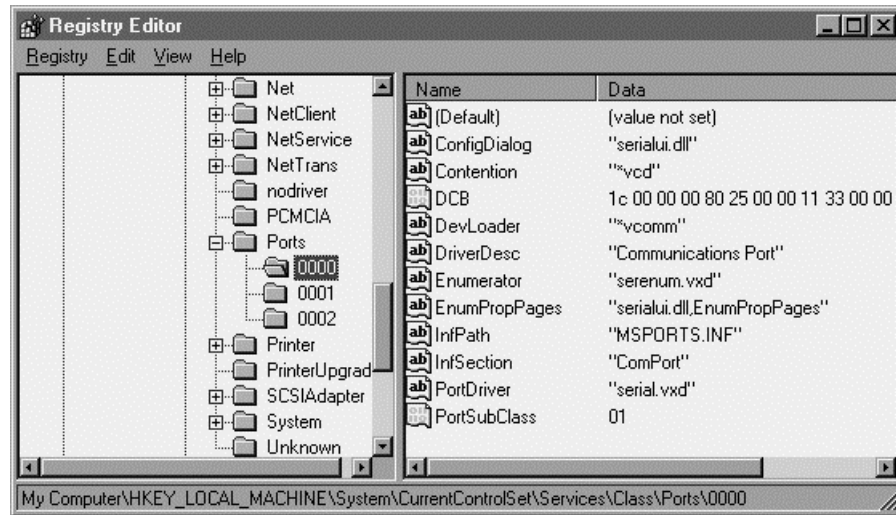 Registry Editor
Registry Edit View Help
Net
NetClient
NetService
NetTrans
nodriver
PCMCIA
Ports
0000
0001
0002
Printer
PrinterUpgrad
SCSIAdapter
System
Unknown
Name Data
(Default) (value not set)
ConfigDialog "serialui.dll"
Contention "*vcd"
DCB 1c 00 00 00 80 25 00 00 11 33 00 00
DevLoader "*vcomm"
DriverDesc "Communications Port"
Enumerator "serenum.vxd"
EnumPropPages "serialui.dll,EnumPropPages"
InfPath "MSPORTS.INF"
InfSection "ComPort"
PortDriver "serial.vxd"
PortSubClass 01
My Computer\HKEY_LOCAL_MACHINE\System\CurrentControlSet\Services\Class\Ports\0000